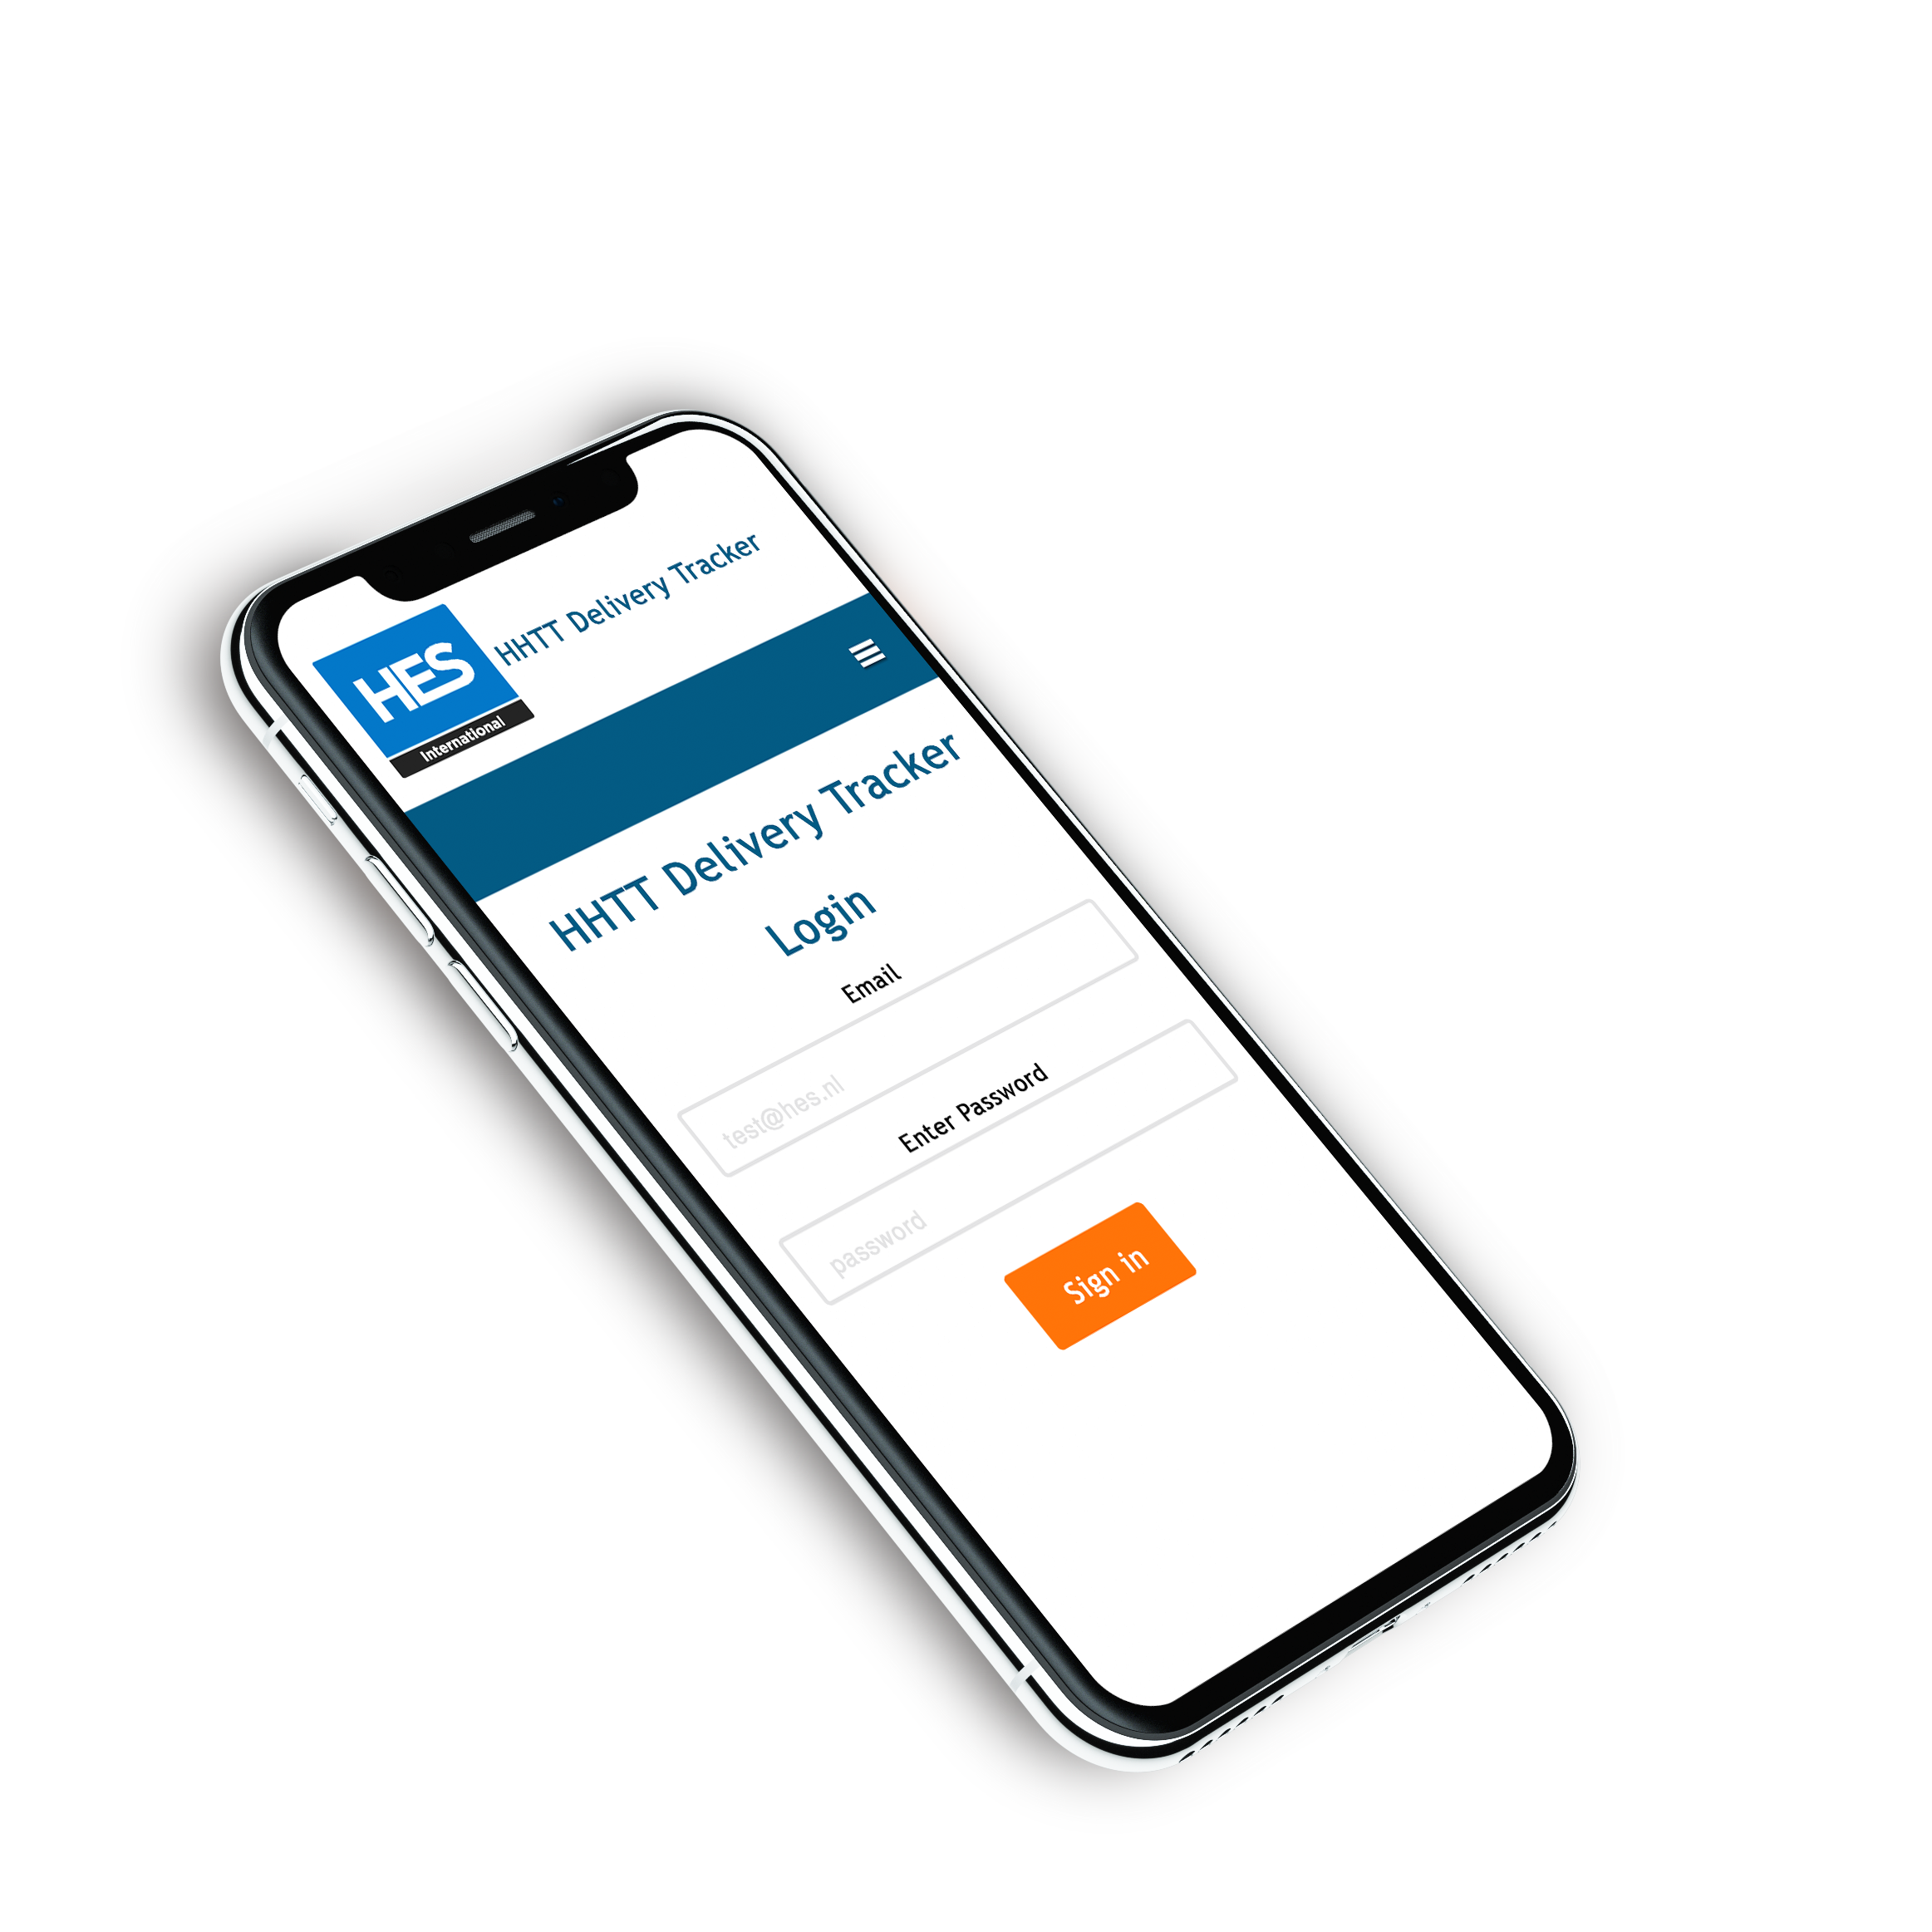 HES
International
HHTT Delivery Tracker
HHTT Delivery Tracker
Login
Email
test@hes.nl
Enter Password
password
Sign in